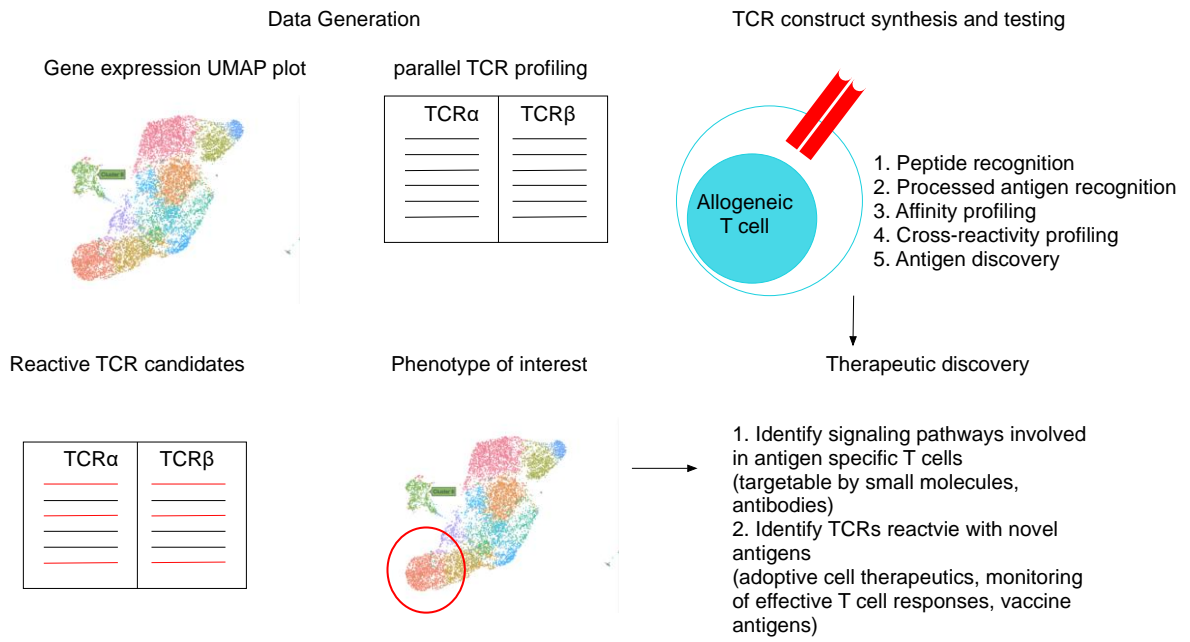 Data Generation
TCR construct synthesis and testing
Gene expression UMAP plot
parallel TCR profiling
TCRα
TCRβ
Allogeneic
T cell
1. Peptide recognition
2. Processed antigen recognition
3. Affinity profiling
4. Cross-reactivity profiling
5. Antigen discovery
Reactive TCR candidates
Phenotype of interest
Therapeutic discovery
TCRα
TCRβ
1. Identify signaling pathways involved
in antigen specific T cells
(targetable by small molecules,
antibodies)
2. Identify TCRs reactvie with novel
antigens
(adoptive cell therapeutics, monitoring
of effective T cell responses, vaccine
antigens)